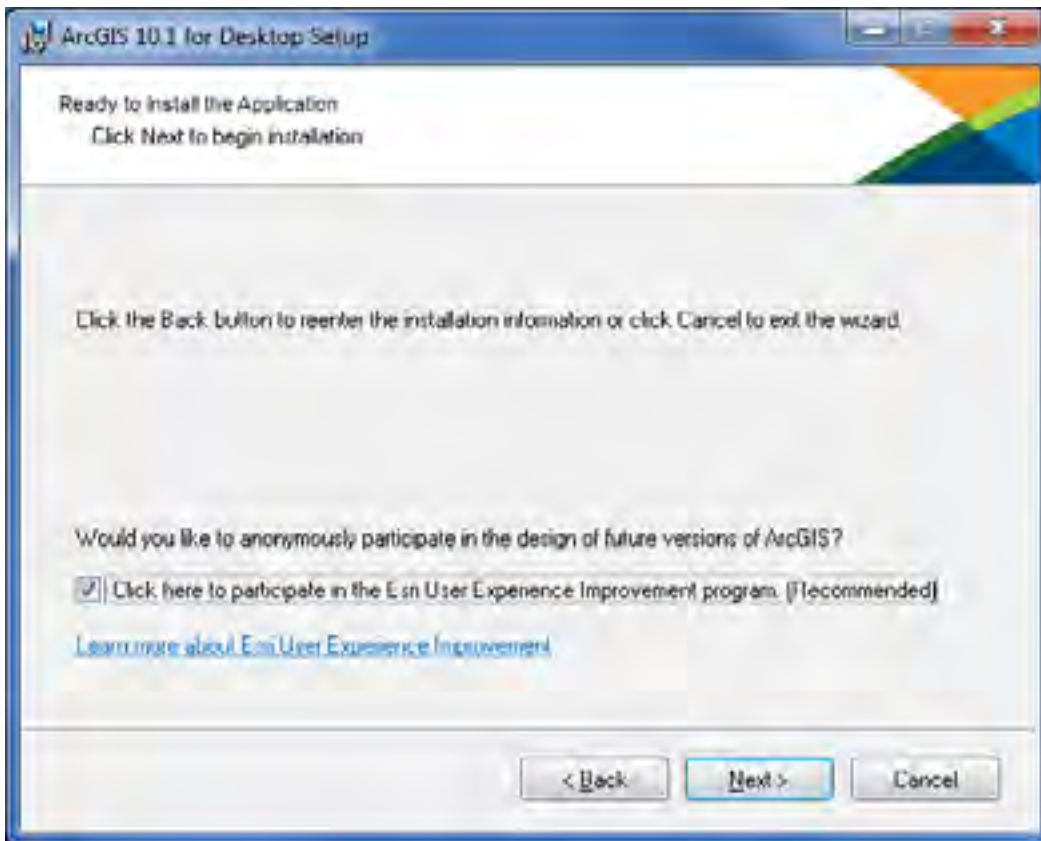 ArcGIS 10.1 for Desktop Setup
Ready to Install the Application
Click Next to begin installation
Click the Back button to reenter the installation information or click Cancel to exit the wizard.
Would you like to anonymously participate in the design of future versions of ArcGIS?
Click here to participate in the Esri User Experience Improvement program. (Recommended)
Learn more about Esri User Experience Improvement
< Back
Next >
Cancel